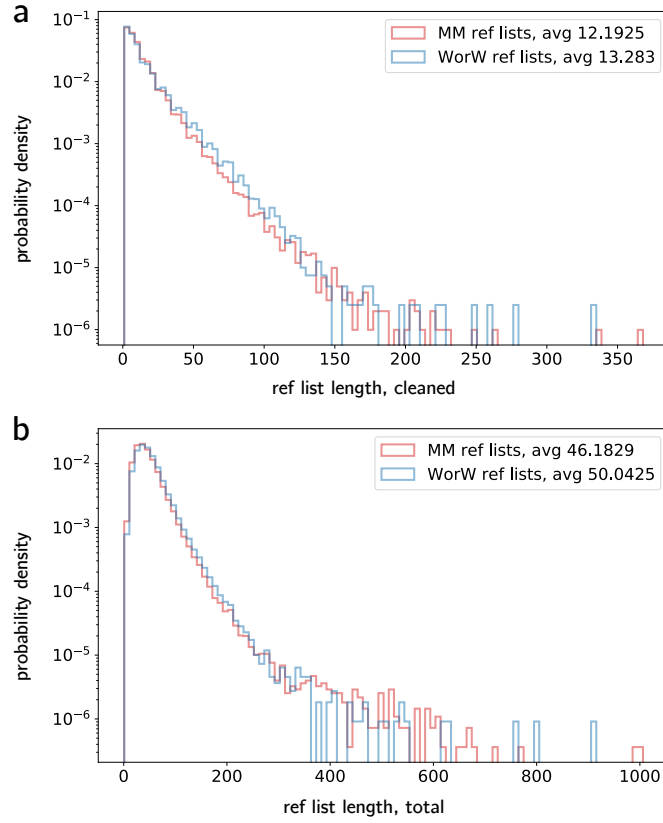 a
MM ref lists, avg 12.1925
WorW ref lists, avg 13.283
10⁻¹
10⁻²
10⁻³
10⁻⁴
10⁻⁵
10⁻⁶
probability density
0 50 100 150 200 250 300 350
ref list length, cleaned
b
MM ref lists, avg 46.1829
WorW ref lists, avg 50.0425
10⁻²
10⁻³
10⁻⁴
10⁻⁵
10⁻⁶
probability density
0 200 400 600 800 1000
ref list length, total